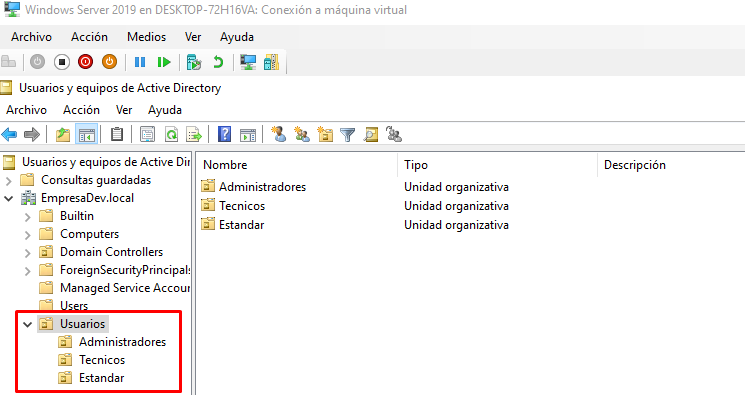 Windows Server 2019 en DESKTOP-72H16VA: Conexión a máquina virtual
Archivo Acción Medios Ver Ayuda
Usuarios y equipos de Active Directory
Archivo Acción Ver Ayuda
Usuarios y equipos de Active Dir
Consultas guardadas
EmpresaDev.local
Builtin
Computers
Domain Controllers
ForeignSecurityPrincipals
Managed Service Accour
Users
Usuarios
Administradores
Tecnicos
Estandar
Nombre Tipo Descripción
Administradores Unidad organizativa
Tecnicos Unidad organizativa
Estandar Unidad organizativa